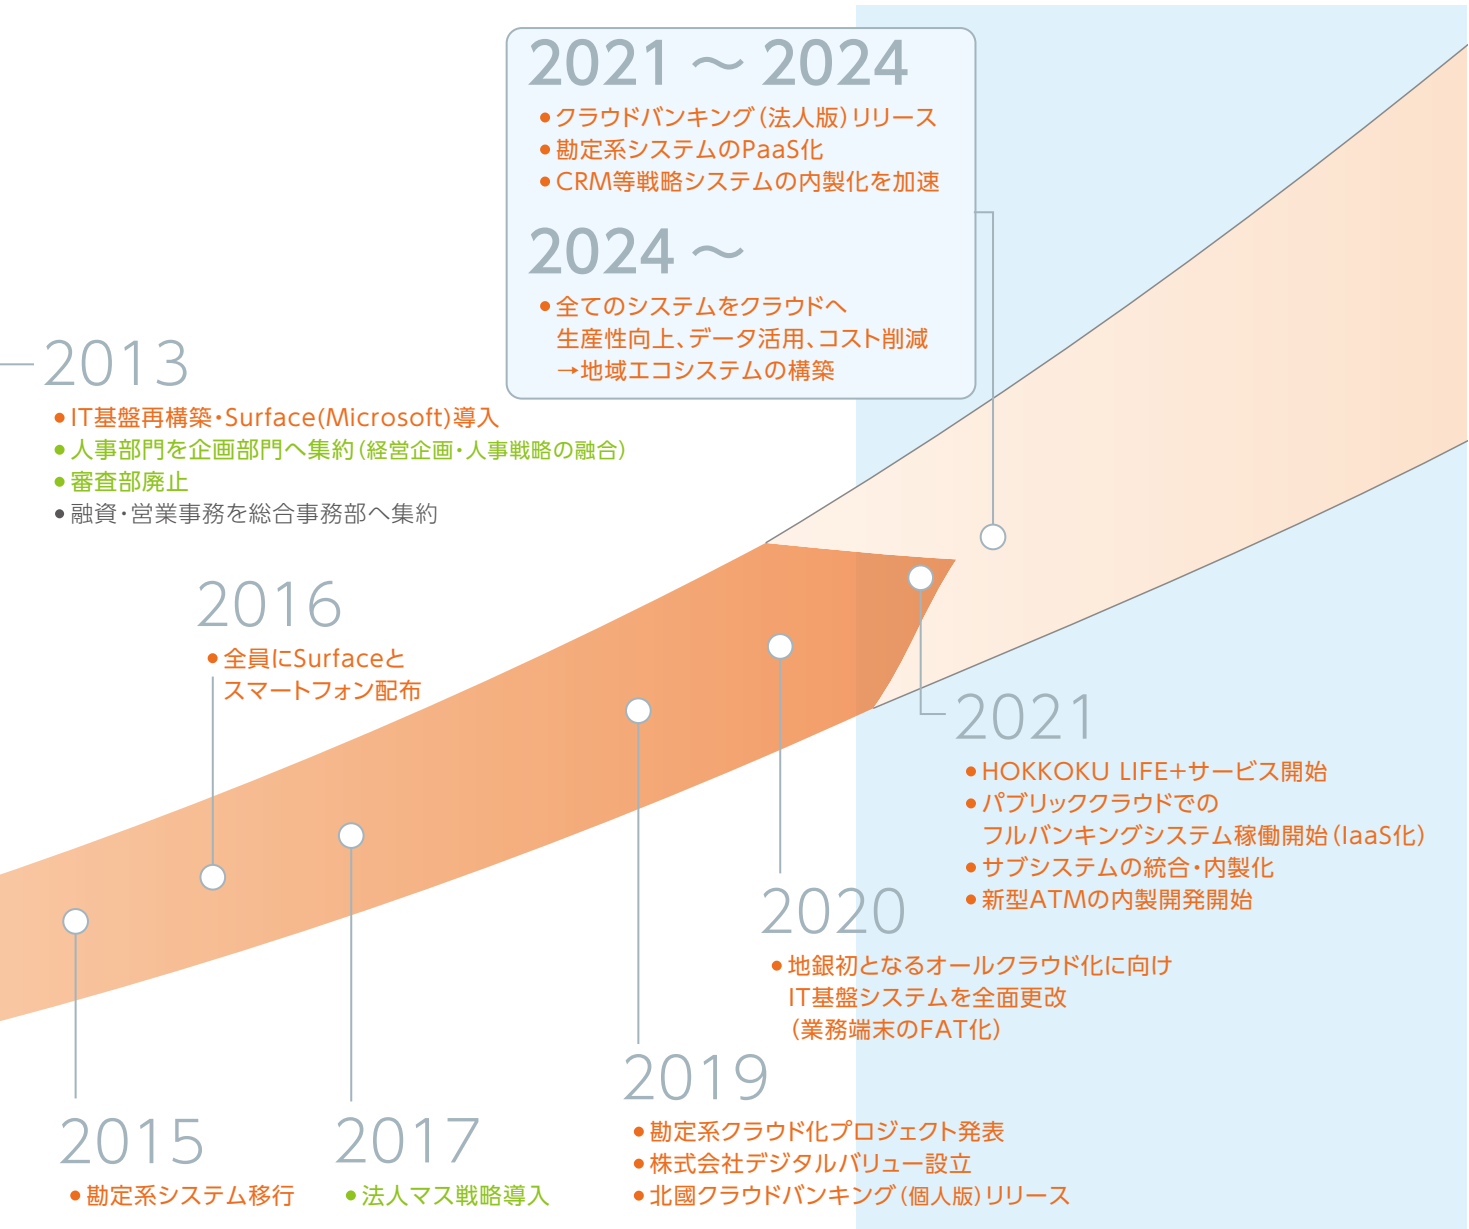 2013
●IT基盤再構築・Surface(Microsoft)導入
●人事部門を企画部門へ集約（経営企画・人事戦略の融合）
●審査部廃止
●融資・営業事務を総合事務部へ集約
2015
●勘定系システム移行
2016
●全員にSurfaceと
スマートフォン配布
2017
●法人マス戦略導入
2019
●勘定系クラウド化プロジェクト発表
●株式会社デジタルバリュー設立
●北國クラウドバンキング（個人版）リリース
2020
●地銀初となるオールクラウド化に向け
IT基盤システムを全面更改
（業務端末のFAT化）
2021
●HOKKOKU LIFE+サービス開始
●パブリッククラウドでの
フルバンキングシステム稼働開始（IaaS化）
●サブシステムの統合・内製化
●新型ATMの内製開発開始
2021 ～ 2024
●クラウドバンキング（法人版）リリース
●勘定系システムのPaaS化
●CRM等戦略システムの内製化を加速
2024 ～
●全てのシステムをクラウドへ
生産性向上、データ活用、コスト削減
→地域エコシステムの構築